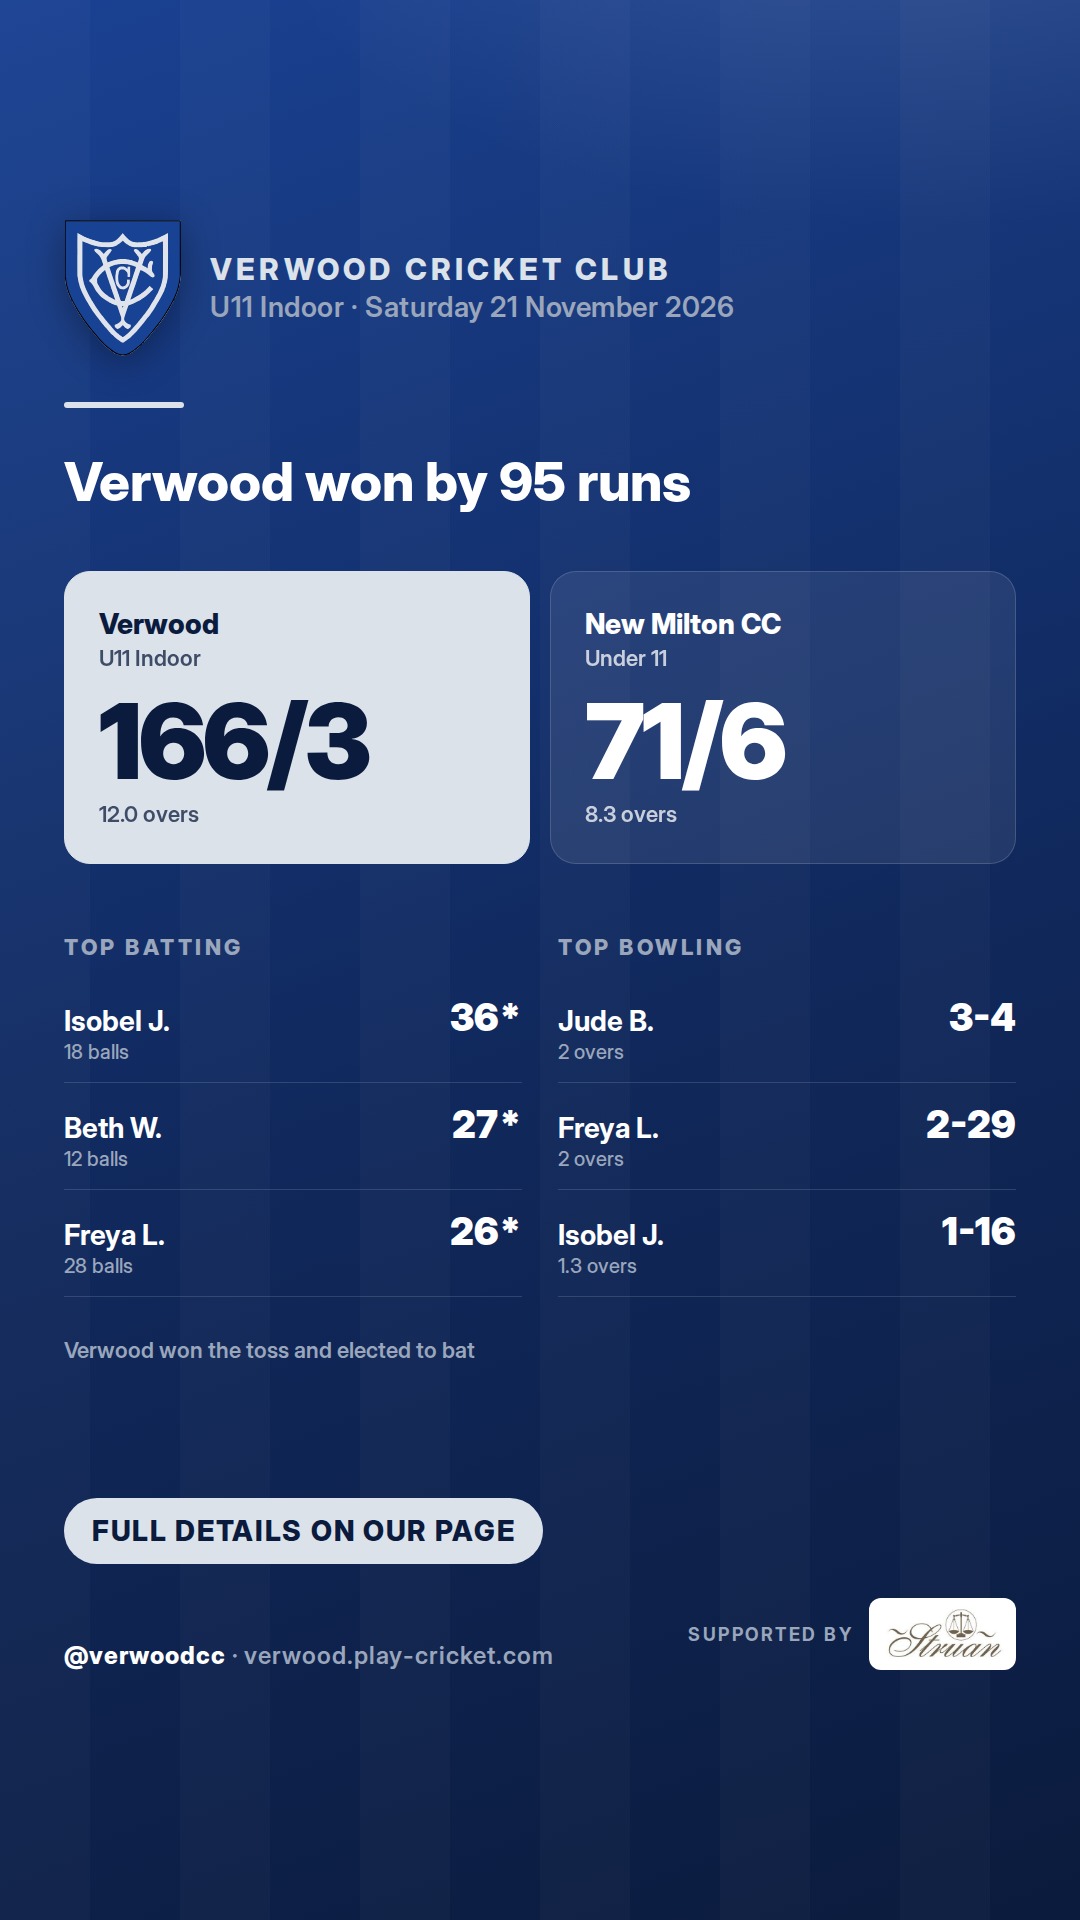 VERWOOD CRICKET CLUB
U11 Indoor · Saturday 21 November 2026
Verwood won by 95 runs
Verwood
U11 Indoor
166/3
12.0 overs
New Milton CC
Under 11
71/6
8.3 overs
TOP BATTING
Isobel J.
36*
18 balls
Beth W.
27*
12 balls
Freya L.
26*
28 balls
TOP BOWLING
Jude B.
3-4
2 overs
Freya L.
2-29
2 overs
Isobel J.
1-16
1.3 overs
Verwood won the toss and elected to bat
FULL DETAILS ON OUR PAGE
@verwoodcc · verwood.play-cricket.com
SUPPORTED BY
~Struan~